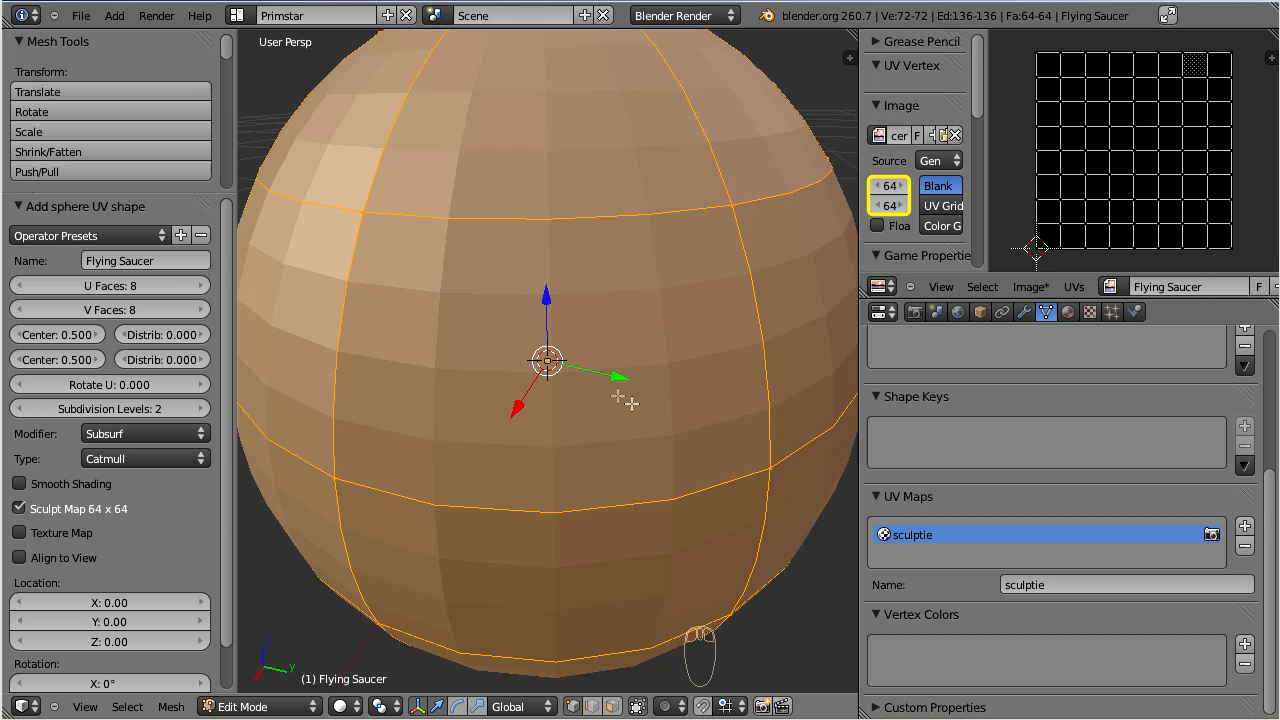 File Add Render Help Primstar Scene Blender Render blender.org 260.7 | Ve:72-72 | Ed:136-136 | Fa:64-64 | Flying Saucer
Mesh Tools
Transform:
Translate
Rotate
Scale
Shrink/Fatten
Push/Pull
Add sphere UV shape
Operator Presets
Name: Flying Saucer
U Faces: 8
V Faces: 8
Center: 0.500 Distrib: 0.000
Center: 0.500 Distrib: 0.000
Rotate U: 0.000
Subdivision Levels: 2
Modifier: Subsurf
Type: Catmull
Smooth Shading
Sculpt Map 64 x 64
Texture Map
Align to View
Location:
X: 0.00
Y: 0.00
Z: 0.00
Rotation:
X: 0°
User Persp
y
(1) Flying Saucer
View Select Mesh Edit Mode Global
Grease Pencil
UV Vertex
Image
cer F
Source Gen
64 Blank
64 UV Grid
Floa Color G
Game Propertie
View Select Image* UVs Flying Saucer F
Shape Keys
UV Maps
sculptie
Name: sculptie
Vertex Colors
Custom Properties